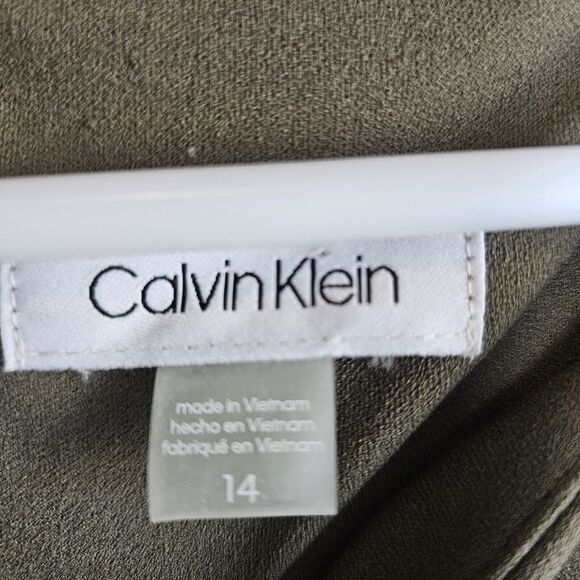 Calvin Klein
made in Vietnam
hecho en Vietnam
fabriqué en Vietnam
14